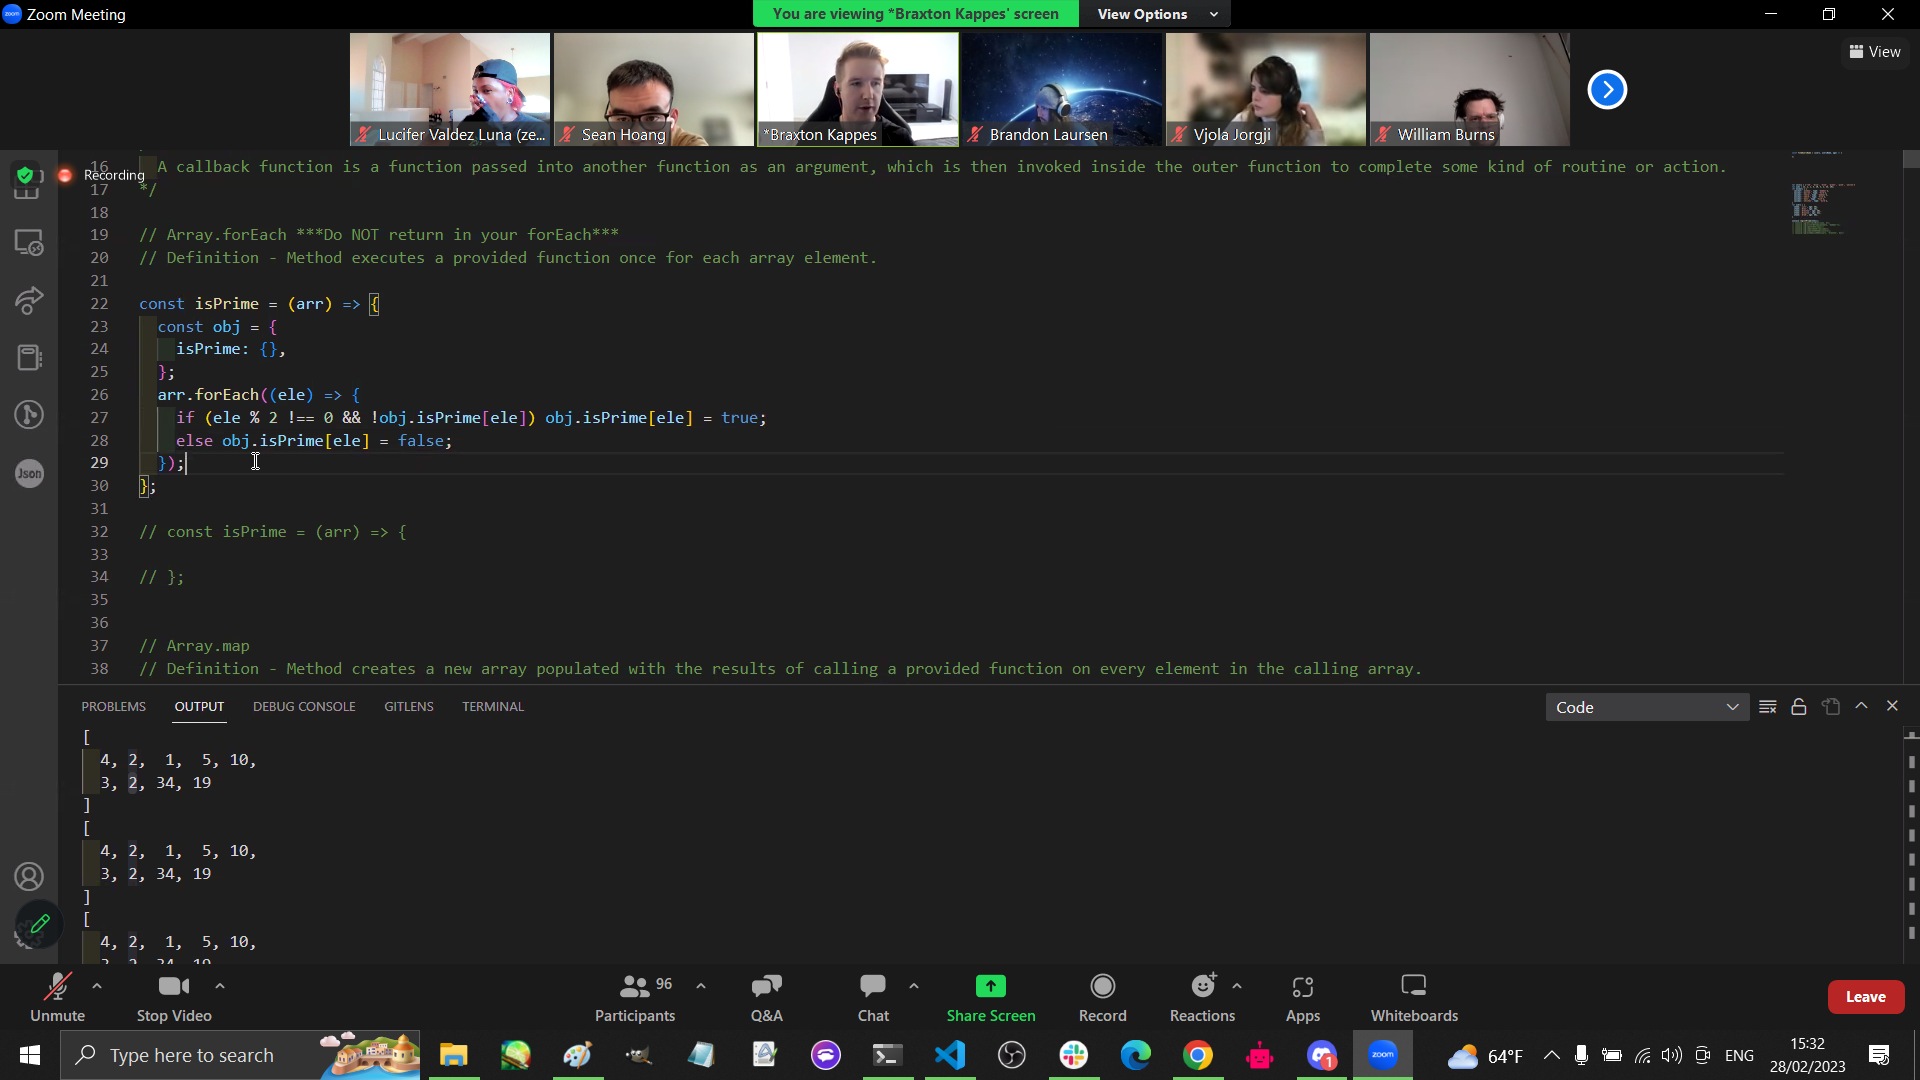 Zoom Meeting
You are viewing *Braxton Kappes' screen
View Options
View
Lucifer Valdez Luna (ze...
Sean Hoang
*Braxton Kappes
Brandon Laursen
Vjola Jorgji
William Burns
Recording
16 A callback function is a function passed into another function as an argument, which is then invoked inside the outer function to complete some kind of routine or action.
17 */
18
19 // Array.forEach ***Do NOT return in your forEach***
20 // Definition - Method executes a provided function once for each array element.
21
22 const isPrime = (arr) => {
23 const obj = {
24 isPrime: {},
25 };
26 arr.forEach((ele) => {
27 if (ele % 2 !== 0 && !obj.isPrime[ele]) obj.isPrime[ele] = true;
28 else obj.isPrime[ele] = false;
29 });
30 };
31
32 // const isPrime = (arr) => {
33
34 // };
35
36
37 // Array.map
38 // Definition - Method creates a new array populated with the results of calling a provided function on every element in the calling array.
Json
PROBLEMS OUTPUT DEBUG CONSOLE GITLENS TERMINAL
Code
[
4, 2, 1, 5, 10,
3, 2, 34, 19
]
[
4, 2, 1, 5, 10,
3, 2, 34, 19
]
[
4, 2, 1, 5, 10,
Unmute
Stop Video
96
Participants
Q&A
Chat
Share Screen
Record
Reactions
Apps
Whiteboards
Leave
Type here to search
zoom
1
64°F
ENG
15:32
28/02/2023